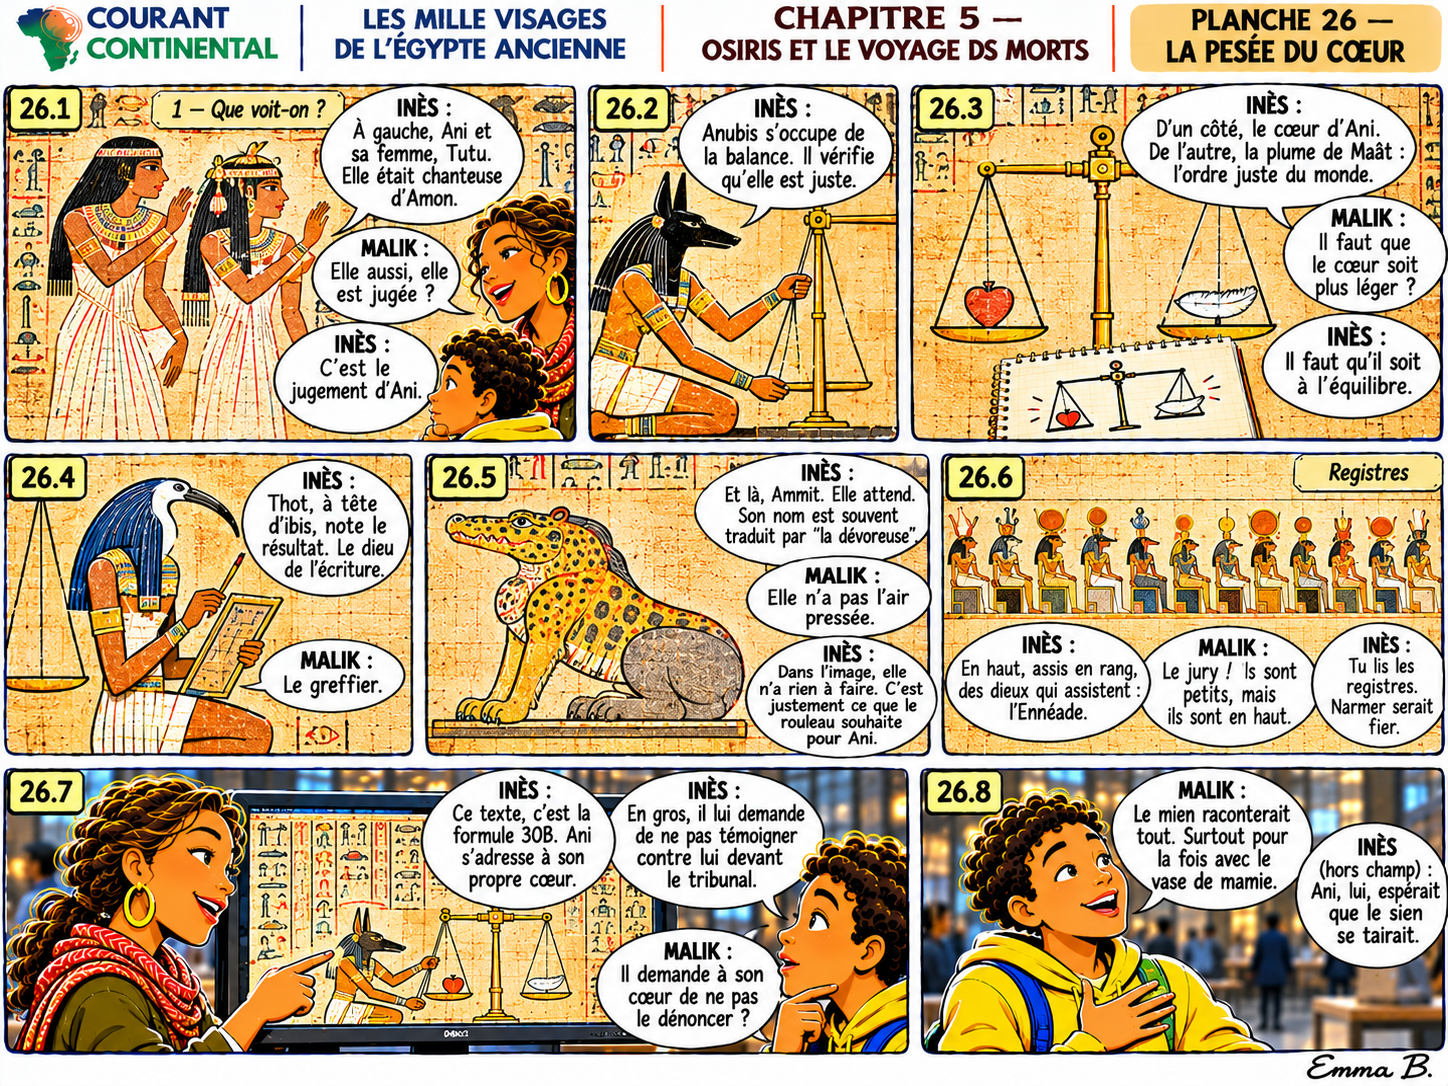 COURANT
CONTINENTAL
LES MILLE VISAGES
DE L'ÉGYPTE ANCIENNE
CHAPITRE 5 —
OSIRIS ET LE VOYAGE DS MORTS
PLANCHE 26 —
LA PESÉE DU CŒUR
26.1
1 — Que voit-on ?
INÈS :
À gauche, Ani et
sa femme, Tutu.
Elle était chanteuse
d'Amon.
MALIK :
Elle aussi, elle
est jugée ?
INÈS :
C'est le
jugement d'Ani.
26.2
INÈS :
Anubis s'occupe de
la balance. Il vérifie
qu'elle est juste.
26.3
INÈS :
D'un côté, le cœur d'Ani.
De l'autre, la plume de Maât :
l'ordre juste du monde.
MALIK :
Il faut que
le cœur soit
plus léger ?
INÈS :
Il faut qu'il soit
à l'équilibre.
26.4
INÈS :
Thot, à tête
d'ibis, note le
résultat. Le dieu
de l'écriture.
MALIK :
Le greffier.
26.5
INÈS :
Et là, Ammit. Elle attend.
Son nom est souvent
traduit par "la dévoreuse".
MALIK :
Elle n'a pas l'air
pressée.
INÈS :
Dans l'image, elle
n'a rien à faire. C'est
justement ce que le
rouleau souhaite
pour Ani.
26.6
Registres
INÈS :
En haut, assis en rang,
des dieux qui assistent :
l'Ennéade.
MALIK :
Le jury ! Is sont
petits, mais
ils sont en haut.
INÈS :
Tu lis les
registres.
Narmer serait
fier.
26.7
INÈS :
Ce texte, c'est la
formule 30B. Ani
s'adresse à son
propre cœur.
INÈS :
En gros, il lui demande
de ne pas témoigner
contre lui devant
le tribunal.
MALIK :
Il demande à son
cœur de ne pas
le dénoncer ?
26.8
MALIK :
Le mien raconterait
tout. Surtout pour
la fois avec le
vase de mamie.
INÈS
(hors champ) :
Ani, lui, espérait
que le sien
se tairait.
Emma B.